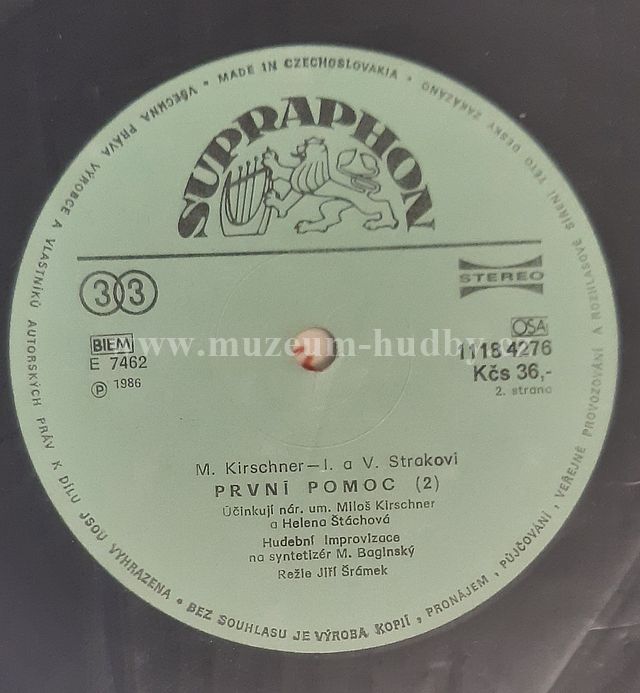 • MADE IN CZECHOSLOVAKIA •
SUPRAPHON
33
STEREO
BIEM
E 7462
Ⓟ 1986
OSA
1118 4276
Kčs 36,-
2. strana
www.muzeum-hudby.cz
M. Kirschner—I. a V. Strakovi
PRVNÍ POMOC (2)
Účinkují nár. um. Miloš Kirschner
a Helena Štáchová
Hudební improvizace
na syntetizér M. Baginský
Režie Jiří Šrámek
VŠECHNA PRÁVA VÝROBCE A VLASTNÍKŮ AUTORSKÝCH PRÁV K DÍLU JSOU VYHRAZENA • BEZ SOUHLASU JE VÝROBA KOPIÍ, PRONÁJEM, PŮJČOVÁNÍ, VEŘEJNÉ PROVOZOVÁNÍ A ROZHLASOVÉ ŠÍŘENÍ TÉTO DESKY ZAKÁZÁNO